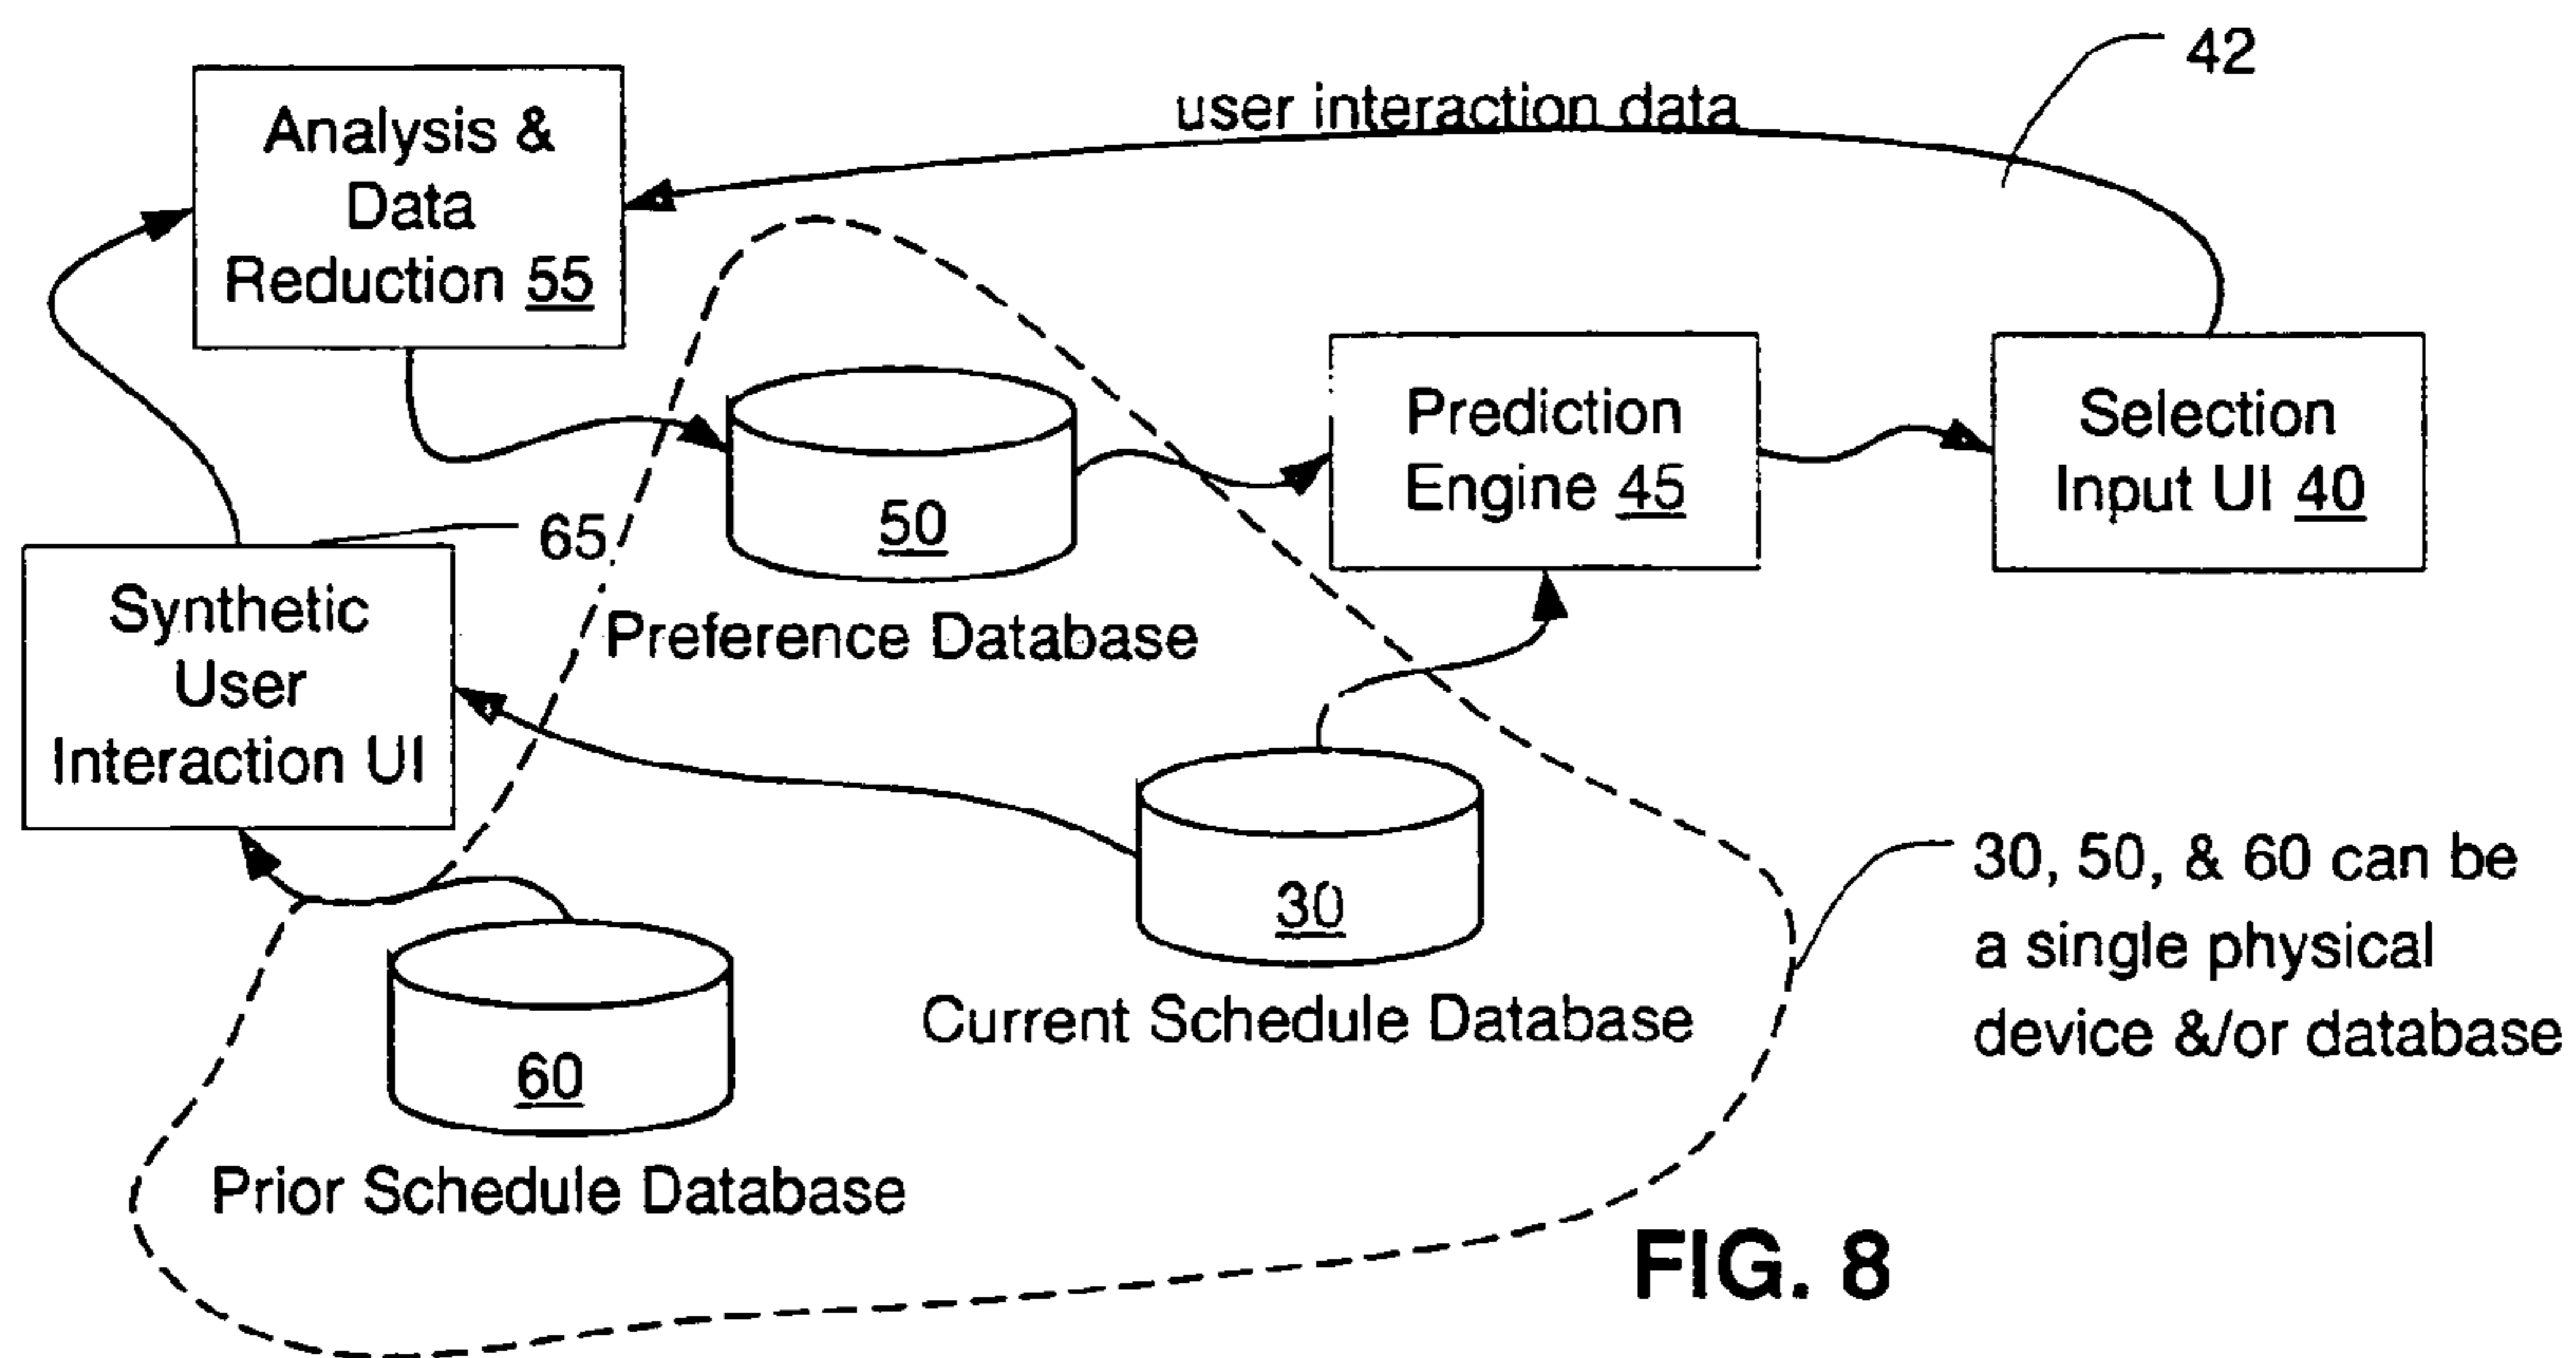 42
user interaction data
Analysis &
Data
Reduction 55
Prediction
Engine 45
Selection
Input UI 40
50
Preference Database
65
Synthetic
User
Interaction UI
30
Current Schedule Database
30, 50, & 60 can be
a single physical
device &/or database
60
Prior Schedule Database
FIG. 8